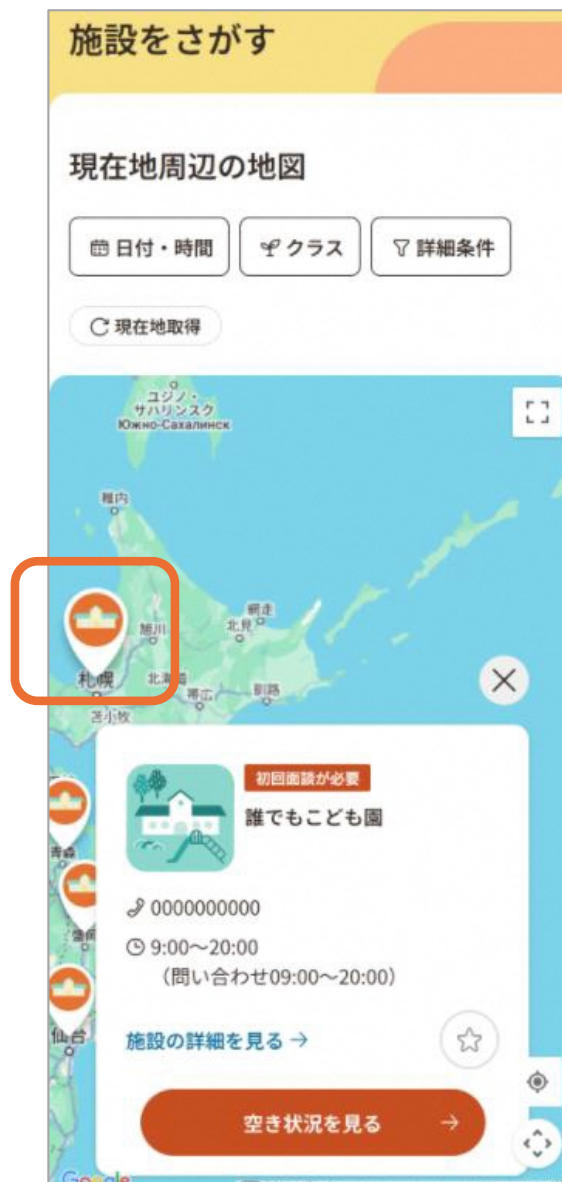 施設をさがす
現在地周辺の地図
日付・時間
クラス
詳細条件
現在地取得
ユジノ・
サハリンスク
Южно-Сахалинск
稚内
網走
旭川
北見
札幌
帯広
釧路
苫小牧
初回面談が必要
誰でもこども園
青森
0000000000
9:00～20:00
（問い合わせ09:00～20:00）
仙台
施設の詳細を見る →
空き状況を見る →
Google